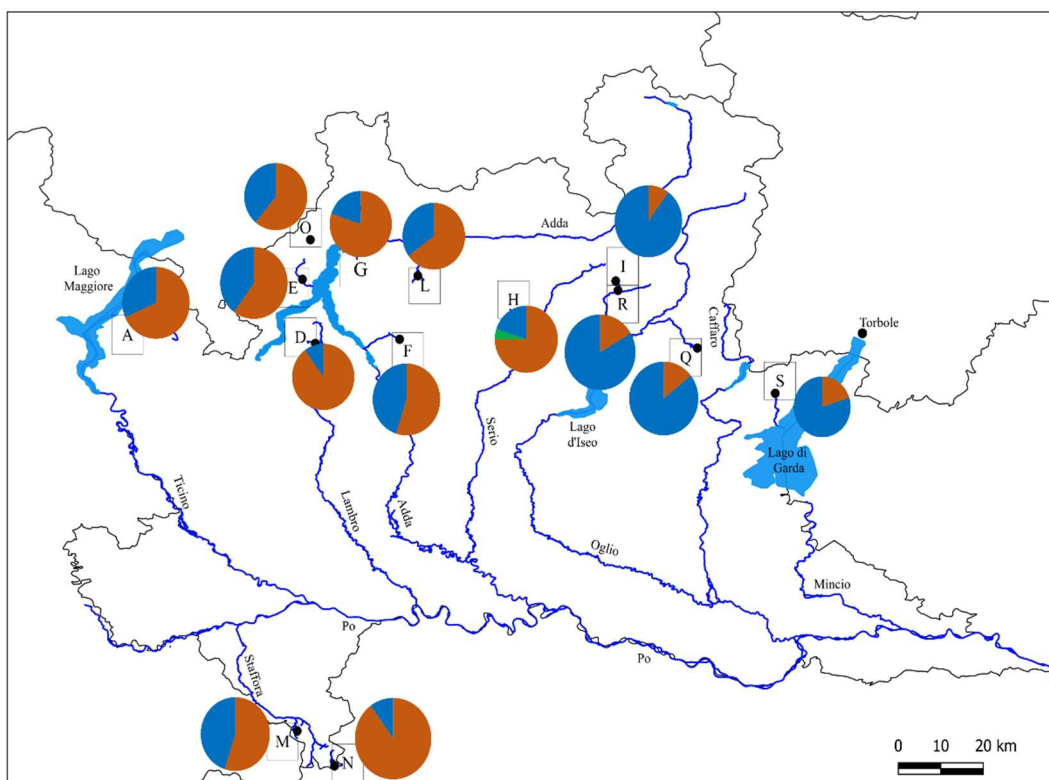 O
Adda
G
I
Lago
Maggiore
E
L
R
H
Caffaro
Torbole
A
D
F
Q
S
Lago
d'Iseo
Lago di
Garda
Serio
Ticino
Lambro
Adda
Oglio
Mincio
Po
Po
Staffora
M
N
0 10 20 km